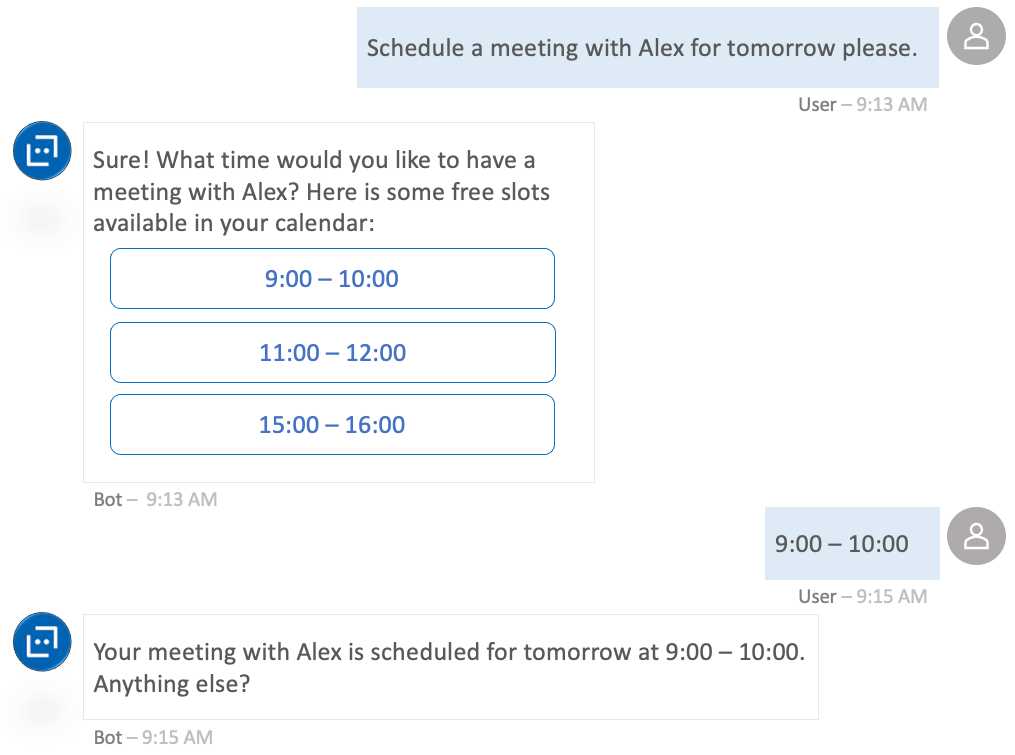 Schedule a meeting with Alex for tomorrow please.
User – 9:13 AM
Sure! What time would you like to have a
meeting with Alex? Here is some free slots
available in your calendar:
9:00 – 10:00
11:00 – 12:00
15:00 – 16:00
Bot – 9:13 AM
9:00 – 10:00
User – 9:15 AM
Your meeting with Alex is scheduled for tomorrow at 9:00 – 10:00.
Anything else?
Bot – 9:15 AM